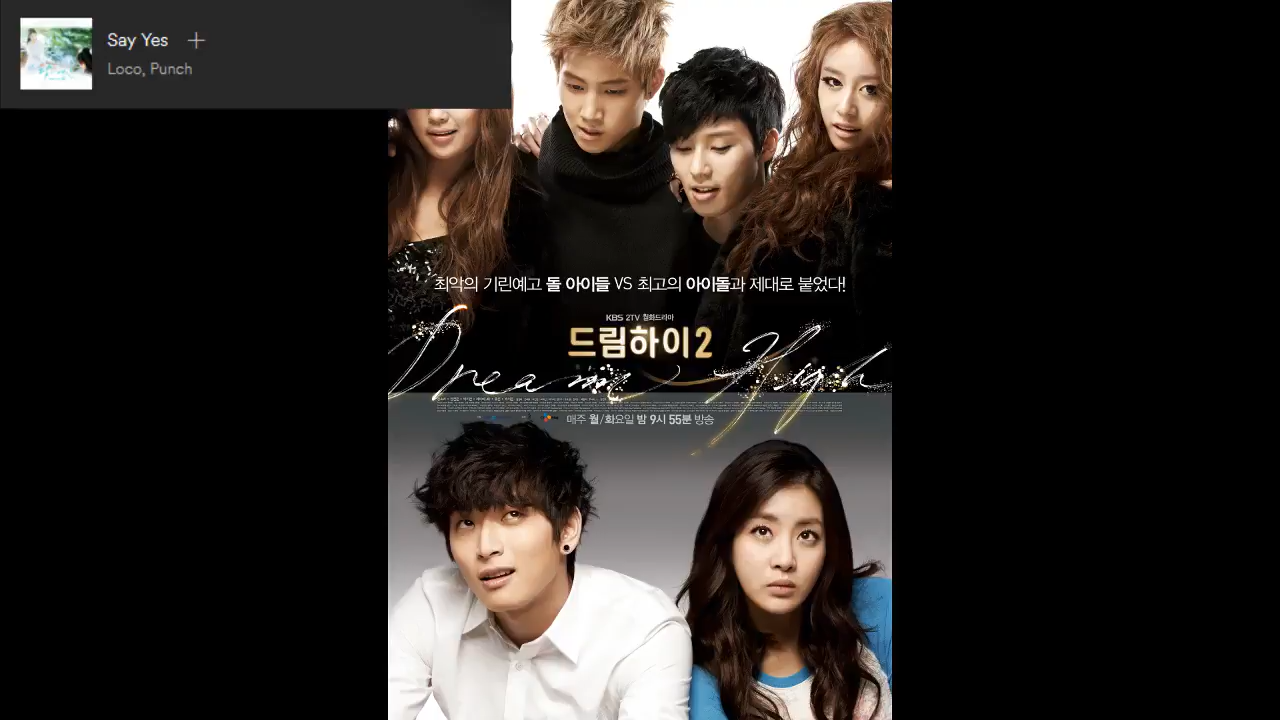 Say Yes
Loco, Punch
최악의 기린예고 돌 아이들 VS 최고의 아이돌과 제대로 붙었다!
KBS 2TV 월화드라마
드림하이2
Dream High
매주 월/화요일 밤 9시 55분 방송